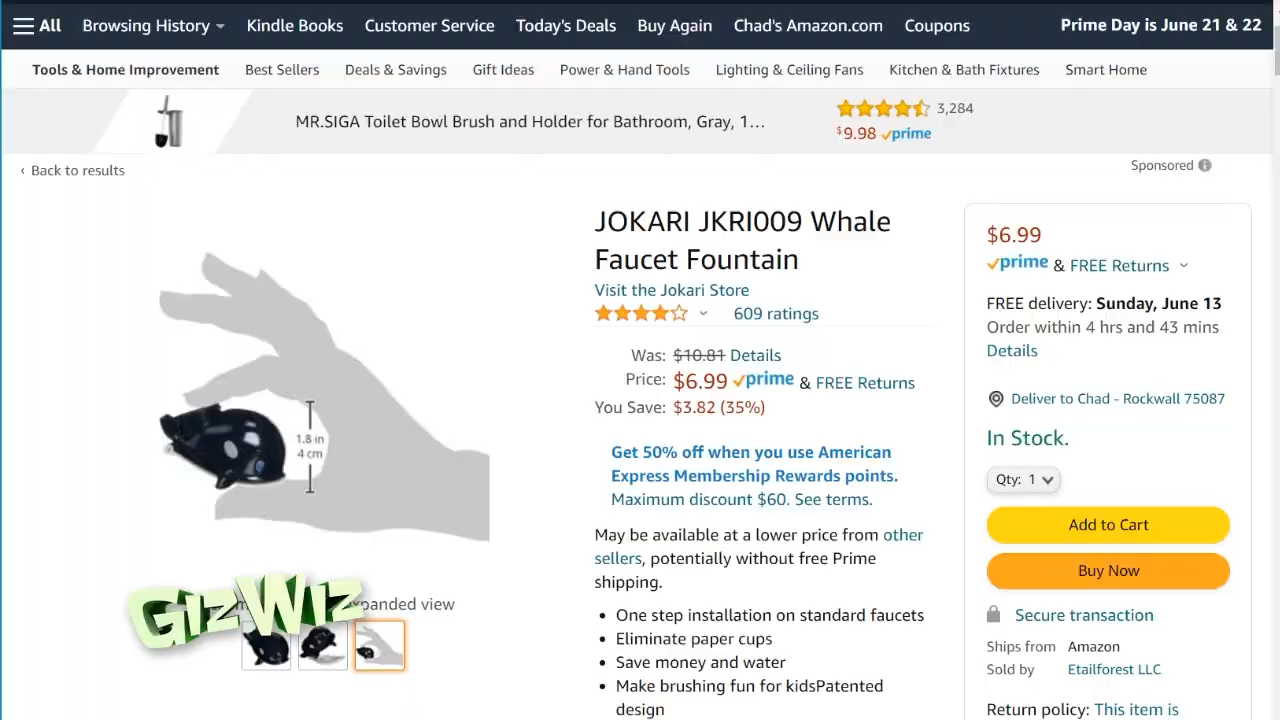 All Browsing History Kindle Books Customer Service Today's Deals Buy Again Chad's Amazon.com Coupons Prime Day is June 21 & 22
Tools & Home Improvement Best Sellers Deals & Savings Gift Ideas Power & Hand Tools Lighting & Ceiling Fans Kitchen & Bath Fixtures Smart Home
MR.SIGA Toilet Bowl Brush and Holder for Bathroom, Gray, 1…
3,284
$9.98 prime
‹ Back to results
Sponsored
JOKARI JKRI009 Whale
Faucet Fountain
Visit the Jokari Store
609 ratings
Was: $10.81 Details
Price: $6.99 prime & FREE Returns
You Save: $3.82 (35%)
Get 50% off when you use American
Express Membership Rewards points.
Maximum discount $60. See terms.
May be available at a lower price from other
sellers, potentially without free Prime
shipping.
• One step installation on standard faucets
• Eliminate paper cups
• Save money and water
• Make brushing fun for kidsPatented
design
1.8 in
4 cm
expanded view
GIZWIZ
$6.99
prime & FREE Returns
FREE delivery: Sunday, June 13
Order within 4 hrs and 43 mins
Details
Deliver to Chad - Rockwall 75087
In Stock.
Qty: 1
Add to Cart
Buy Now
Secure transaction
Ships from Amazon
Sold by Etailforest LLC
Return policy: This item is